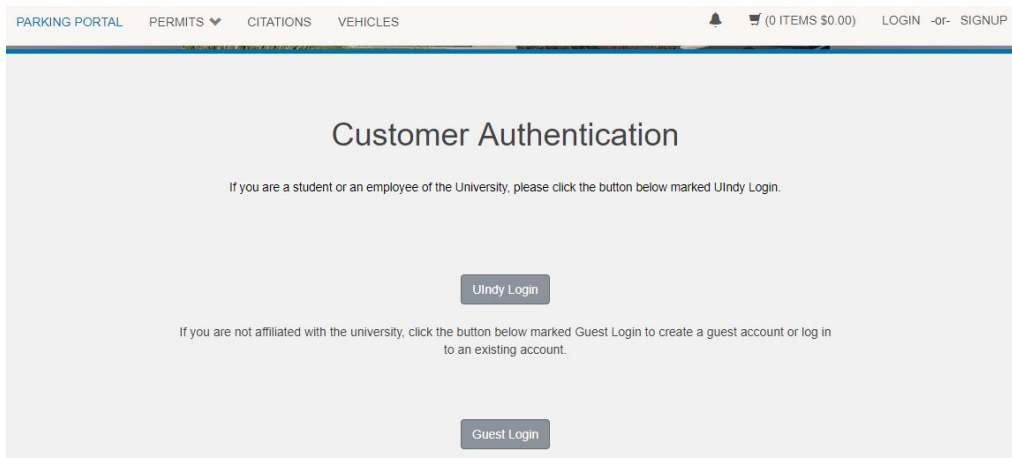 PARKING PORTAL PERMITS CITATIONS VEHICLES (0 ITEMS $0.00) LOGIN -or- SIGNUP
Customer Authentication
If you are a student or an employee of the University, please click the button below marked UIndy Login.
UIndy Login
If you are not affiliated with the university, click the button below marked Guest Login to create a guest account or log in
to an existing account.
Guest Login